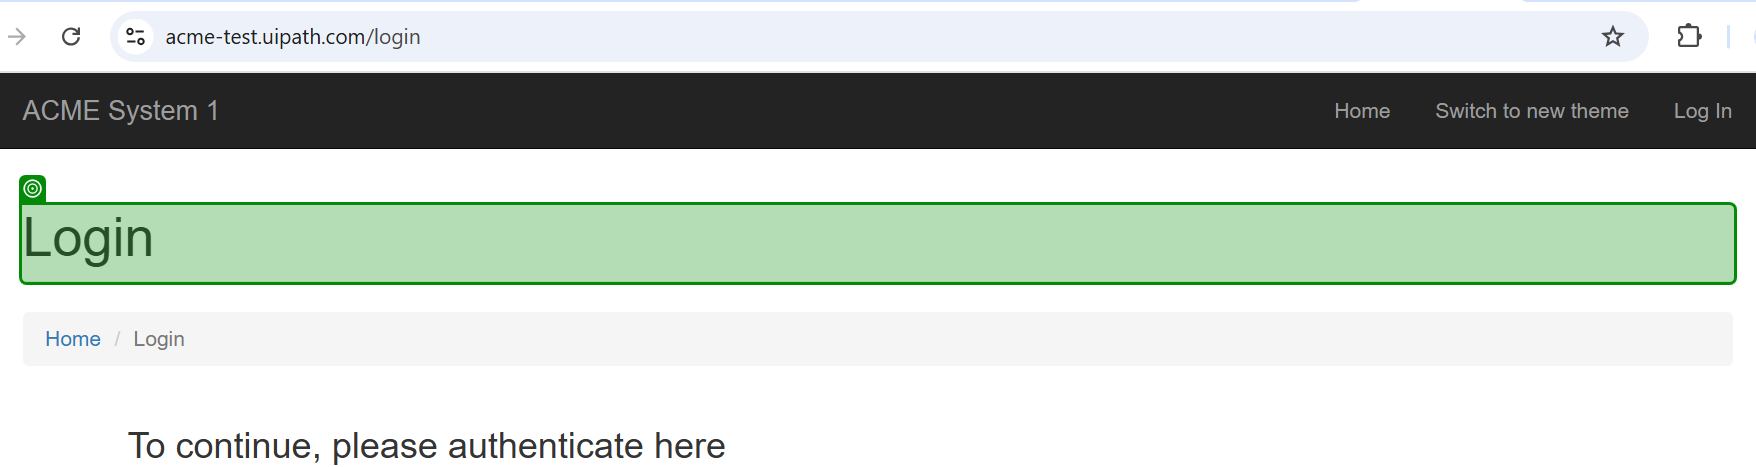 acme-test.uipath.com/login
ACME System 1 Home Switch to new theme Log In
Login
Home / Login
To continue, please authenticate here